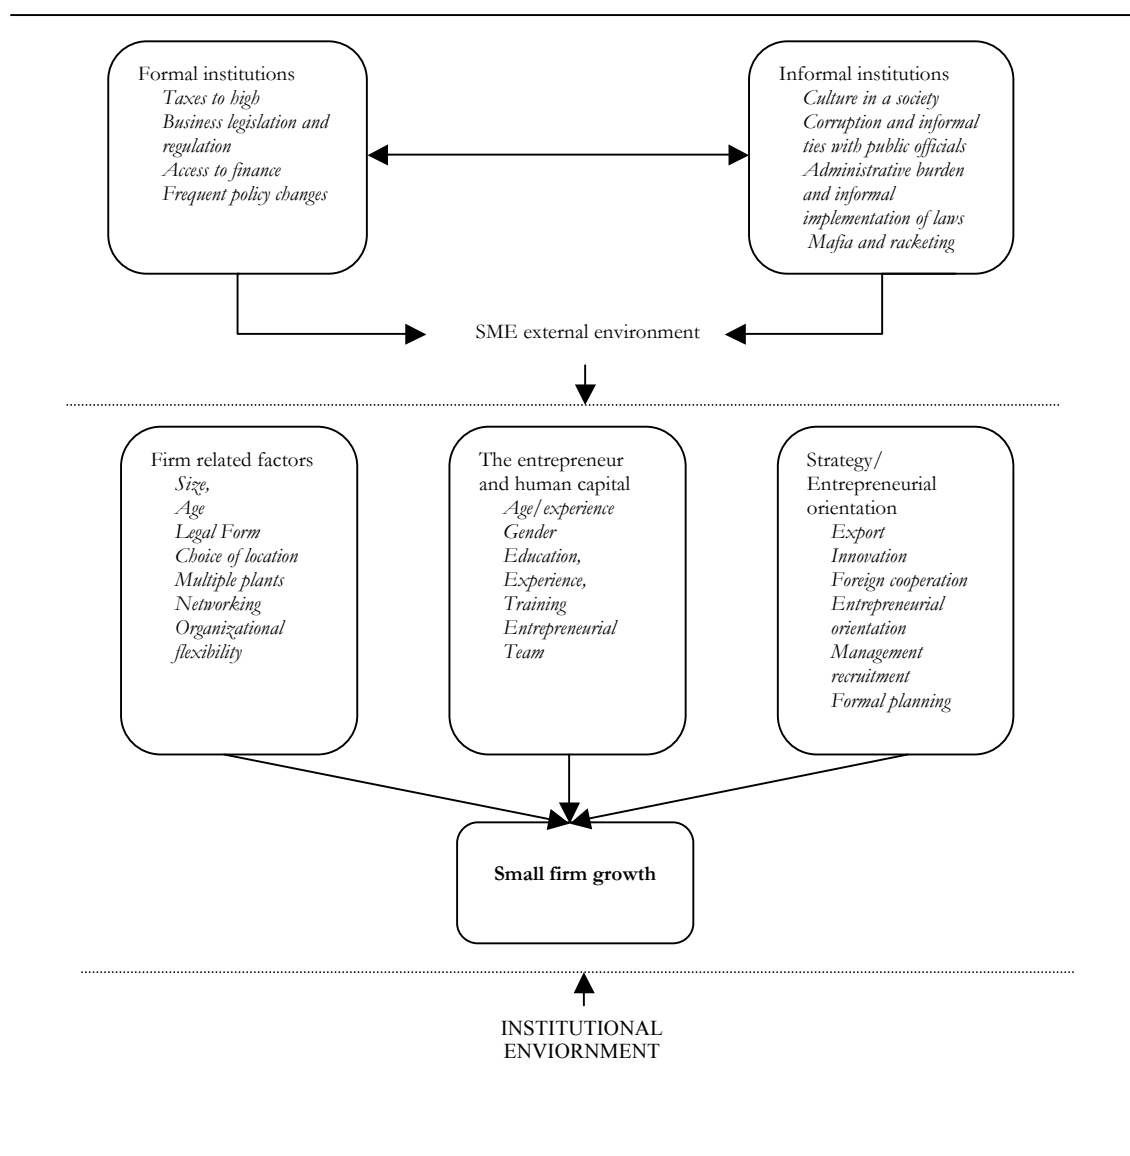 Formal institutions
Taxes to high
Business legislation and
regulation
Access to finance
Frequent policy changes
Informal institutions
Culture in a society
Corruption and informal
ties with public officials
Administrative burden
and informal
implementation of laws
Mafia and racketing
SME external environment
Firm related factors
Size,
Age
Legal Form
Choice of location
Multiple plants
Networking
Organizational
flexibility
The entrepreneur
and human capital
Age/experience
Gender
Education,
Experience,
Training
Entrepreneurial
Team
Strategy/
Entrepreneurial
orientation
Export
Innovation
Foreign cooperation
Entrepreneurial
orientation
Management
recruitment
Formal planning
Small firm growth
INSTITUTIONAL
ENVIORNMENT